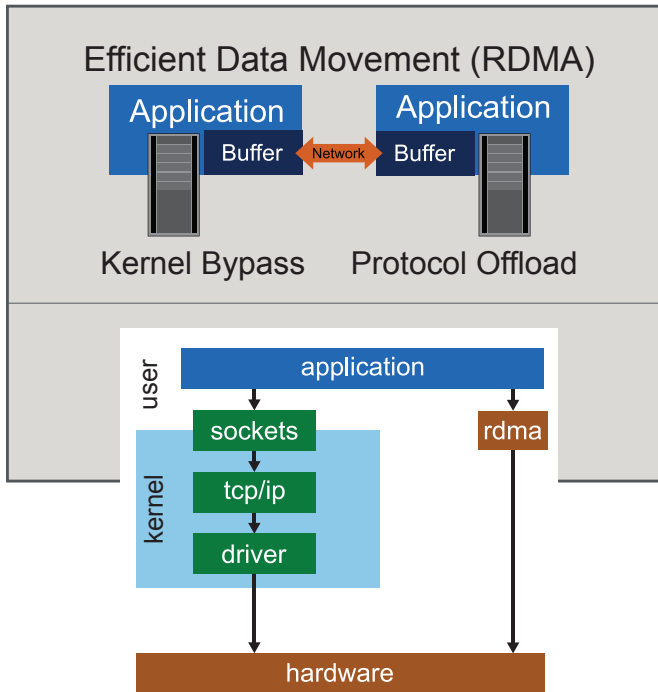 Efficient Data Movement (RDMA)
Application
Application
Buffer
Network
Buffer
Kernel Bypass
Protocol Offload
user
application
sockets
rdma
kernel
tcp/ip
driver
hardware